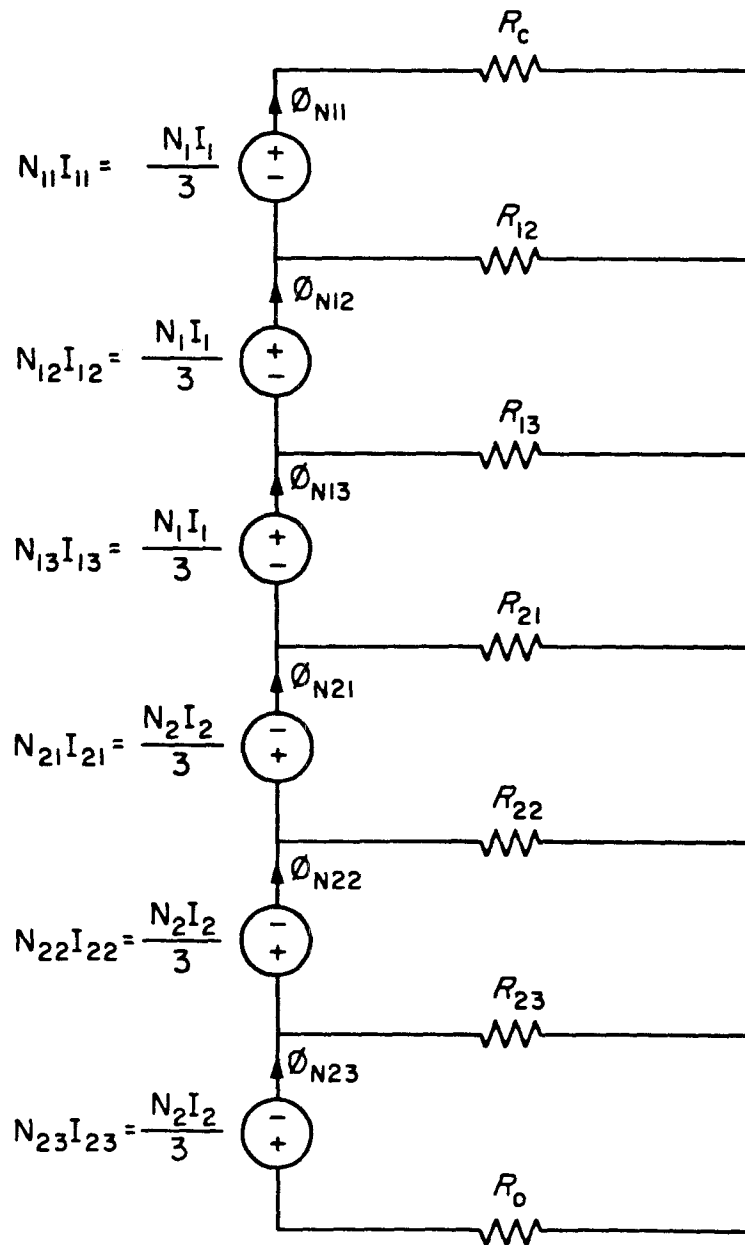 R_c
Ø_N11
N_11 I_11 = N_1 I_1 / 3
+
−
R_12
Ø_N12
N_12 I_12 = N_1 I_1 / 3
+
−
R_13
Ø_N13
N_13 I_13 = N_1 I_1 / 3
+
−
R_21
Ø_N21
N_21 I_21 = N_2 I_2 / 3
−
+
R_22
Ø_N22
N_22 I_22 = N_2 I_2 / 3
−
+
R_23
Ø_N23
N_23 I_23 = N_2 I_2 / 3
−
+
R_o